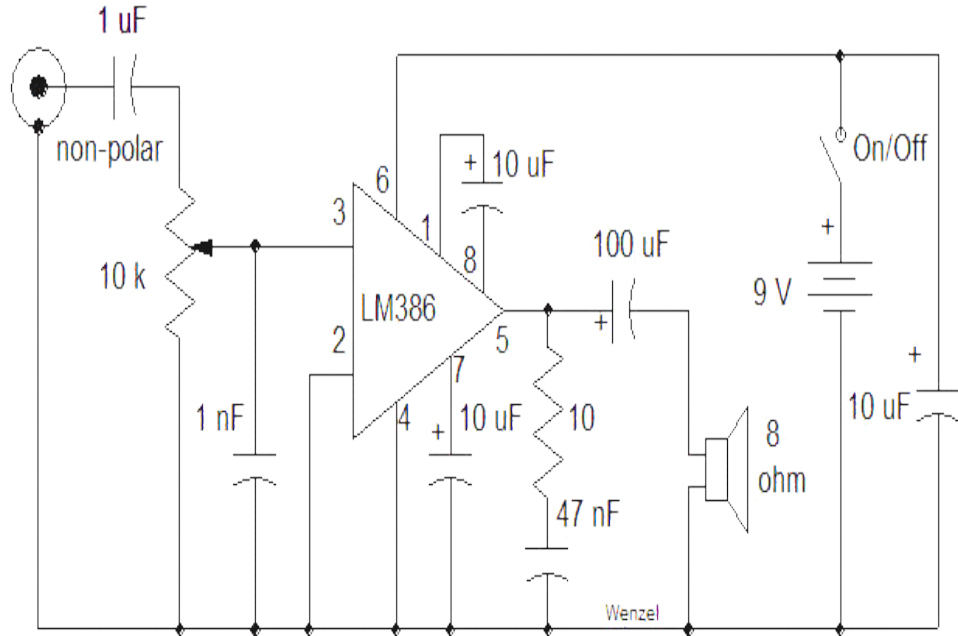 1 uF
non-polar
10 k
1 nF
3
2
6
1
8
LM386
5
7
4
+
10 uF
+
10 uF
100 uF
+
10
47 nF
8
ohm
On/Off
+
9 V
+
10 uF
Wenzel